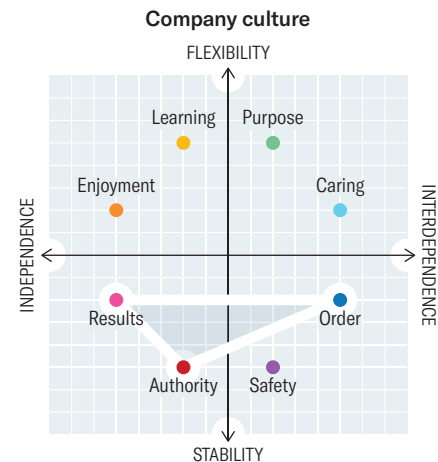 Company culture
FLEXIBILITY
Learning
Purpose
Enjoyment
Caring
INDEPENDENCE
INTERDEPENDENCE
Results
Order
Authority
Safety
STABILITY